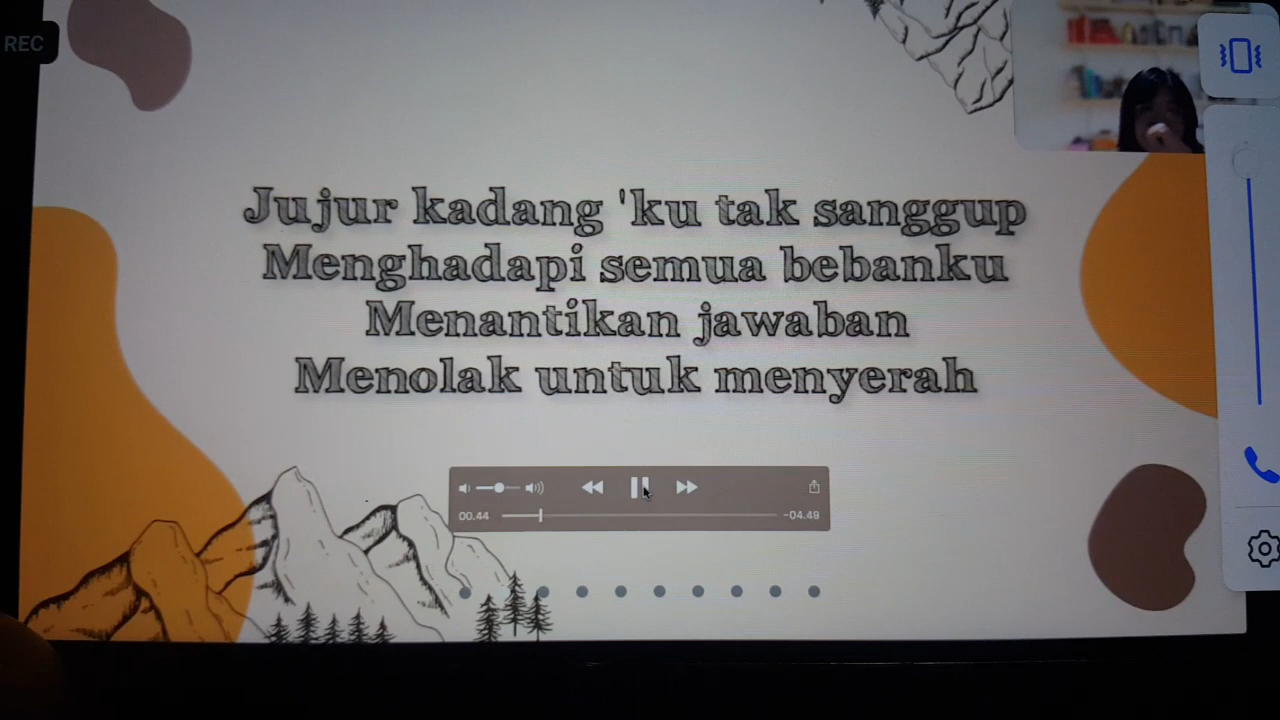 REC
Jujur kadang 'ku tak sanggup
Menghadapi semua bebanku
Menantikan jawaban
Menolak untuk menyerah
00.44
-04.49